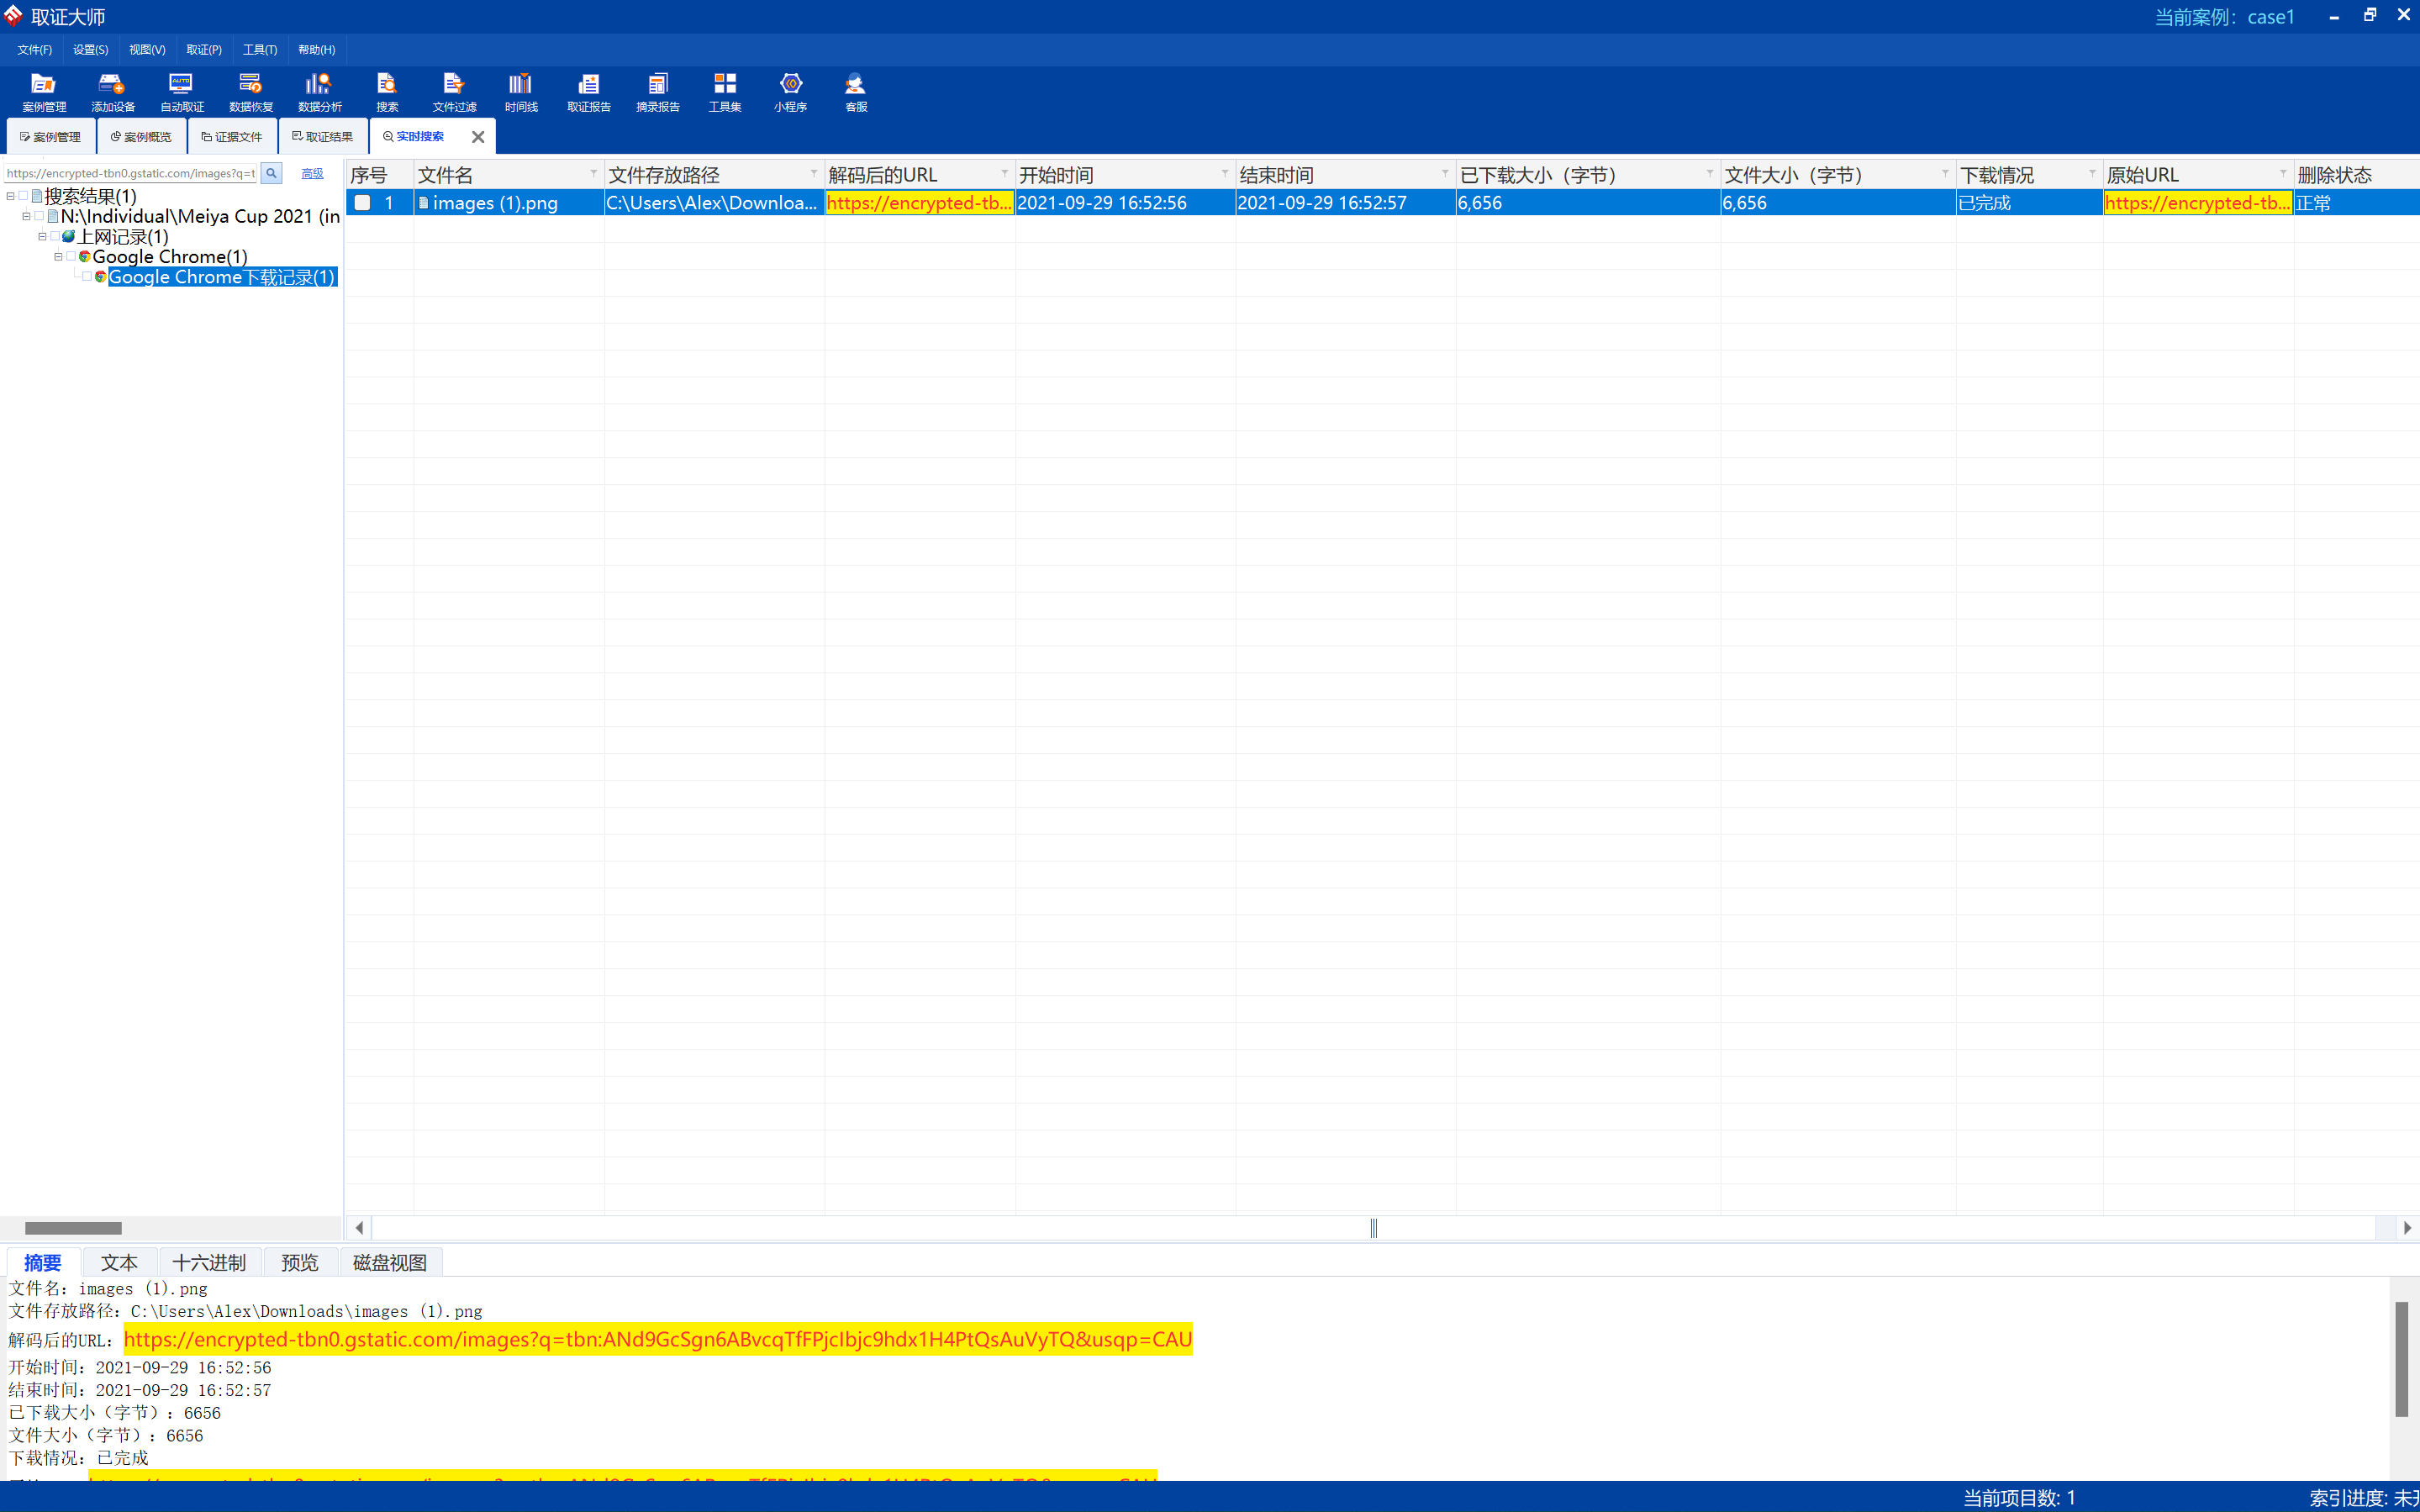 取证大师
当前案例：case1
文件(F) 设置(S) 视图(V) 取证(P) 工具(T) 帮助(H)
案例管理 添加设备 自动取证 数据恢复 数据分析 搜索 文件过滤 时间线 取证报告 摘录报告 工具集 小程序 客服
案例管理 案例概览 证据文件 取证结果 实时搜索
https://encrypted-tbn0.gstatic.com/images?q=t 高级
搜索结果(1)
N:\Individual\Meiya Cup 2021 (in
上网记录(1)
Google Chrome(1)
Google Chrome下载记录(1)
序号 文件名 文件存放路径 解码后的URL 开始时间 结束时间 已下载大小（字节） 文件大小（字节） 下载情况 原始URL 删除状态
1 images (1).png C:\Users\Alex\Downloa... https://encrypted-tb... 2021-09-29 16:52:56 2021-09-29 16:52:57 6,656 6,656 已完成 https://encrypted-tb... 正常
摘要 文本 十六进制 预览 磁盘视图
文件名：images (1).png
文件存放路径：C:\Users\Alex\Downloads\images (1).png
解码后的URL：https://encrypted-tbn0.gstatic.com/images?q=tbn:ANd9GcSgn6ABvcqTfFPjcIbjc9hdx1H4PtQsAuVyTQ&usqp=CAU
开始时间：2021-09-29 16:52:56
结束时间：2021-09-29 16:52:57
已下载大小（字节）：6656
文件大小（字节）：6656
下载情况：已完成
当前项目数: 1
索引进度: 未